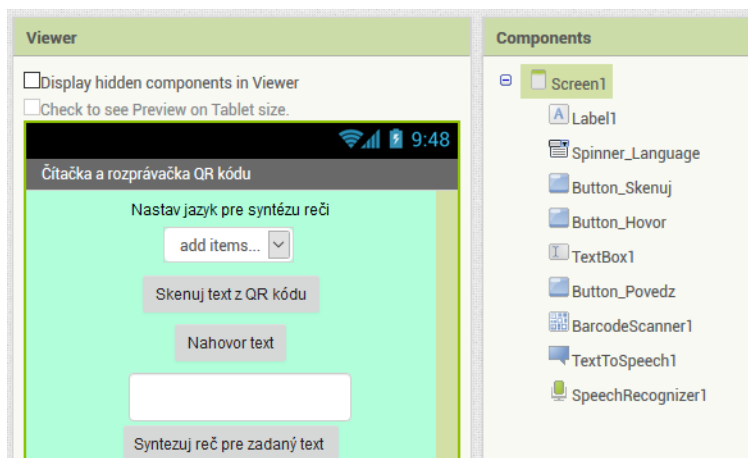 Viewer
Display hidden components in Viewer
Check to see Preview on Tablet size.
9:48
Čítačka a rozprávačka QR kódu
Nastav jazyk pre syntézu reči
add items...
Skenuj text z QR kódu
Nahovor text
Syntezuj reč pre zadaný text
Components
Screen1
A
Label1
Spinner_Language
Button_Skenuj
Button_Hovor
TextBox1
Button_Povedz
BarcodeScanner1
TextToSpeech1
SpeechRecognizer1